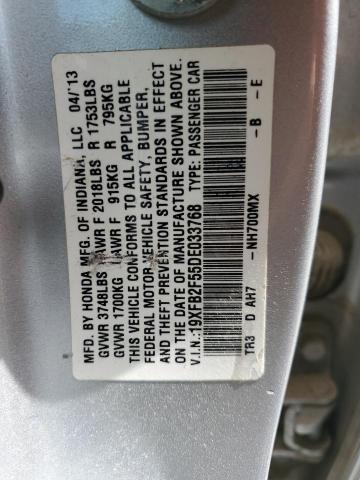 MFD. BY HONDA MFG. OF INDIANA, LLC 04/'13
GVWR 3748LBS GAWR F 2018LBS R 1753LBS
GVWR 1700KG GAWR F 915KG R 795KG
THIS VEHICLE CONFORMS TO ALL APPLICABLE
FEDERAL MOTOR-VEHICLE SAFETY, BUMPER,
AND THEFT PREVENTION STANDARDS IN EFFECT
ON THE DATE OF MANUFACTURE SHOWN ABOVE.
V.I.N.:19XFB2F55DE033768 TYPE: PASSENGER CAR
-NH700MX -B -E
TR3 D AH7